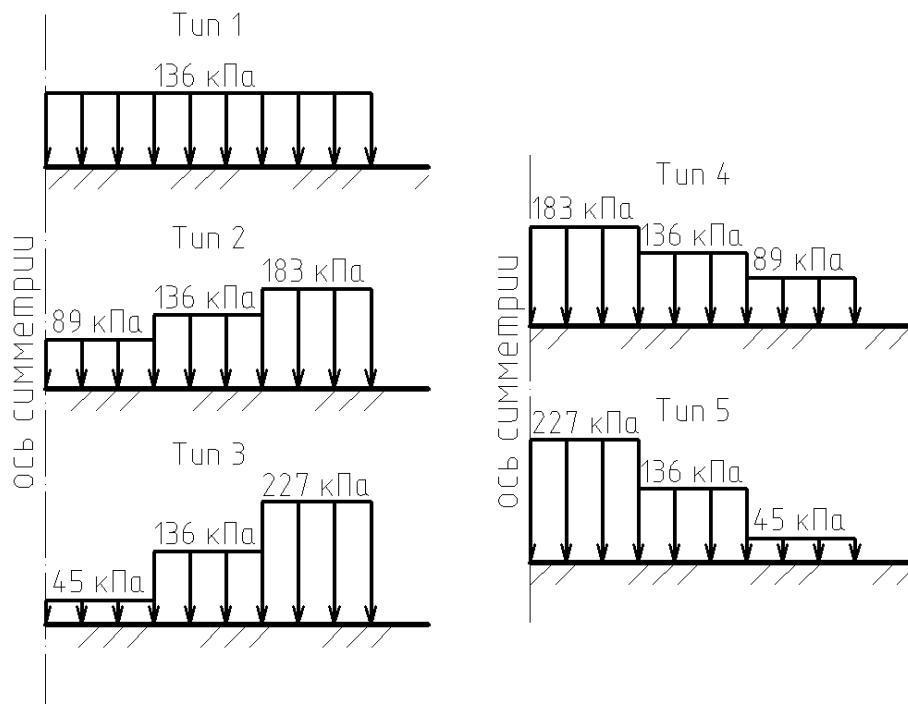 Тип 1
136 кПа
Тип 2
89 кПа
136 кПа
183 кПа
Тип 3
45 кПа
136 кПа
227 кПа
ось симметрии
Тип 4
183 кПа
136 кПа
89 кПа
Тип 5
227 кПа
136 кПа
45 кПа
ось симметрии